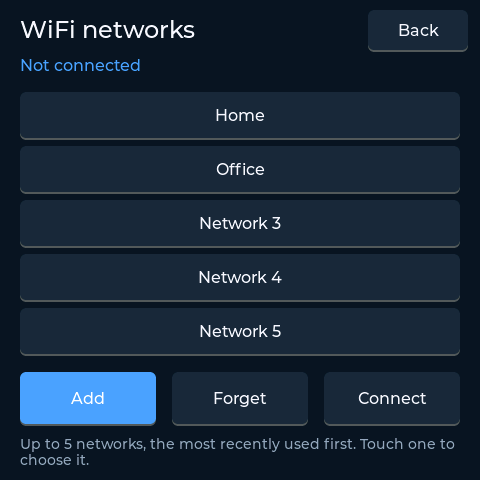 WiFi networks
Back
Not connected
Home
Office
Network 3
Network 4
Network 5
Add
Forget
Connect
Up to 5 networks, the most recently used first. Touch one to
choose it.